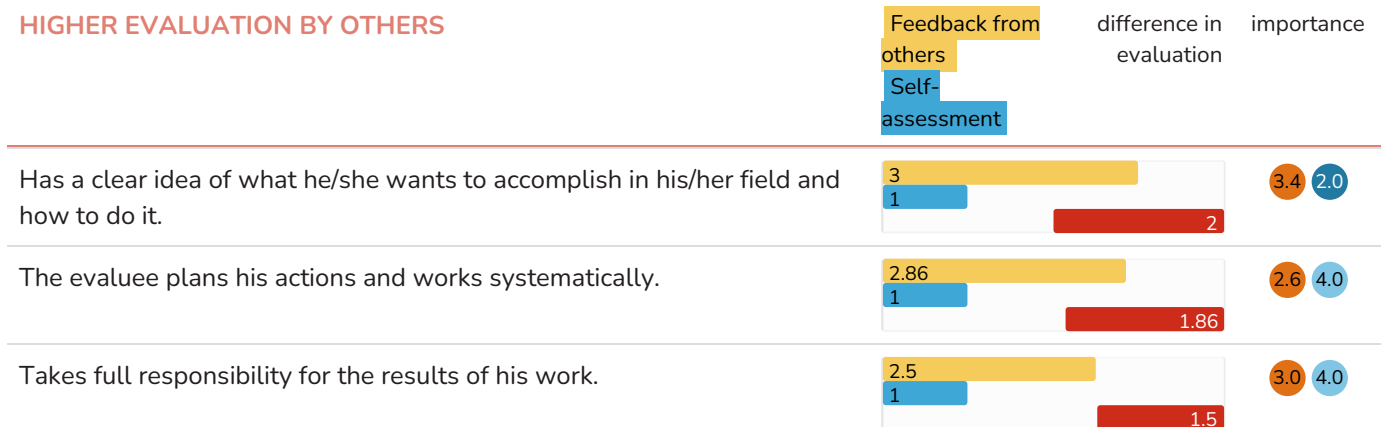 HIGHER EVALUATION BY OTHERS
Feedback from
others
Self-
assessment
difference in
evaluation
importance
Has a clear idea of what he/she wants to accomplish in his/her field and
how to do it.
3
1
2
3.4 2.0
The evaluee plans his actions and works systematically.
2.86
1
1.86
2.6 4.0
Takes full responsibility for the results of his work.
2.5
1
1.5
3.0 4.0